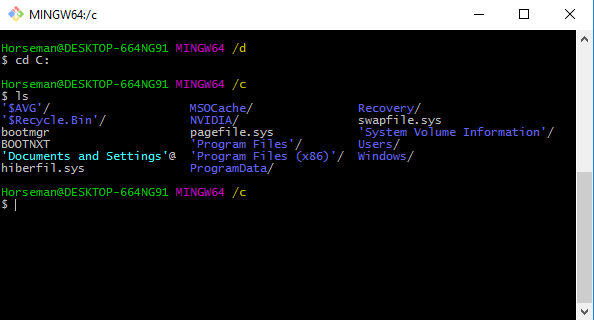 MINGW64:/c
Horseman@DESKTOP-664NG91 MINGW64 /d
$ cd C:
Horseman@DESKTOP-664NG91 MINGW64 /c
$ ls
'$AVG'/ MSOCache/ Recovery/
'$Recycle.Bin'/ NVIDIA/ swapfile.sys
bootmgr pagefile.sys 'System Volume Information'/
BOOTNXT 'Program Files'/ Users/
'Documents and Settings'@ 'Program Files (x86)'/ Windows/
hiberfil.sys ProgramData/
Horseman@DESKTOP-664NG91 MINGW64 /c
$